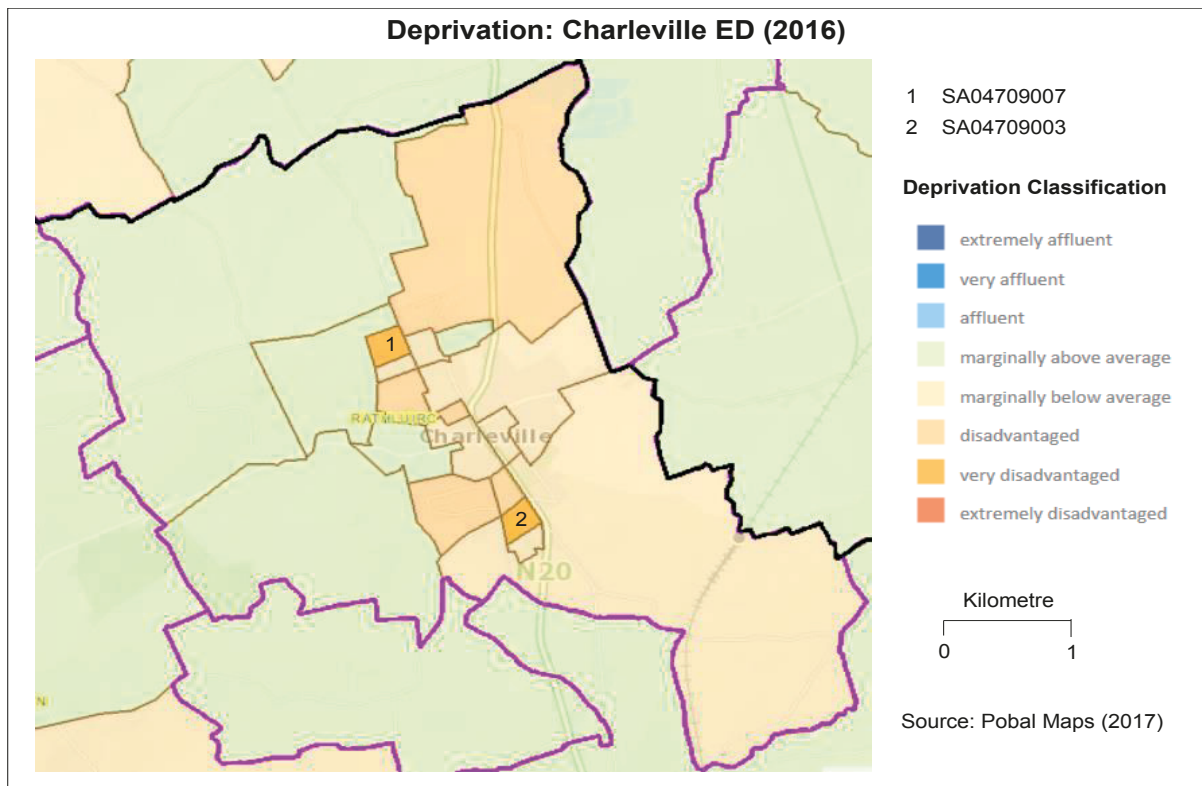 Deprivation: Charleville ED (2016)
1 SA04709007
2 SA04709003
Deprivation Classification
extremely affluent
very affluent
affluent
marginally above average
marginally below average
disadvantaged
very disadvantaged
extremely disadvantaged
Kilometre
0 1
Source: Pobal Maps (2017)
1
Charleville
2
N20
N